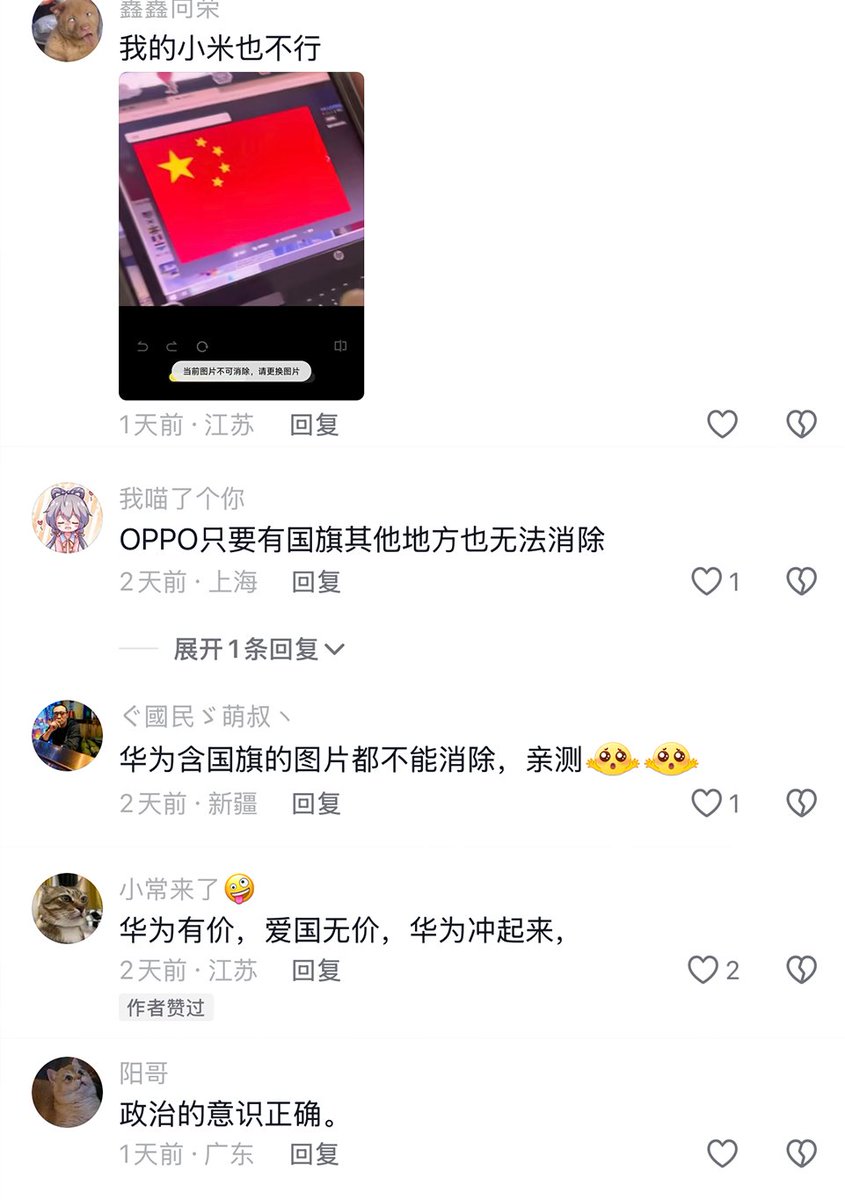 鑫鑫向荣
我的小米也不行
当前图片不可消除，请更换图片
1天前 · 江苏 回复
我喵了个你
OPPO只要有国旗其他地方也无法消除
2天前 · 上海 回复 1
展开1条回复
ぐ國民ゞ萌叔丶
华为含国旗的图片都不能消除，亲测🥺🥺
2天前 · 新疆 回复 1
小常来了🤪
华为有价，爱国无价，华为冲起来，
2天前 · 江苏 回复 2
作者赞过
阳哥
政治的意识正确。
1天前 · 广东 回复